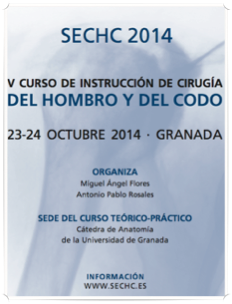 SECHC 2014
V CURSO DE INSTRUCCIÓN DE CIRUGÍA
DEL HOMBRO Y DEL CODO
23-24 OCTUBRE 2014 · GRANADA
ORGANIZA
Miguel Ángel Flores
Antonio Pablo Rosales
SEDE DEL CURSO TEÓRICO-PRÁCTICO
Cátedra de Anatomía
de la Universidad de Granada
INFORMACIÓN
WWW.SECHC.ES